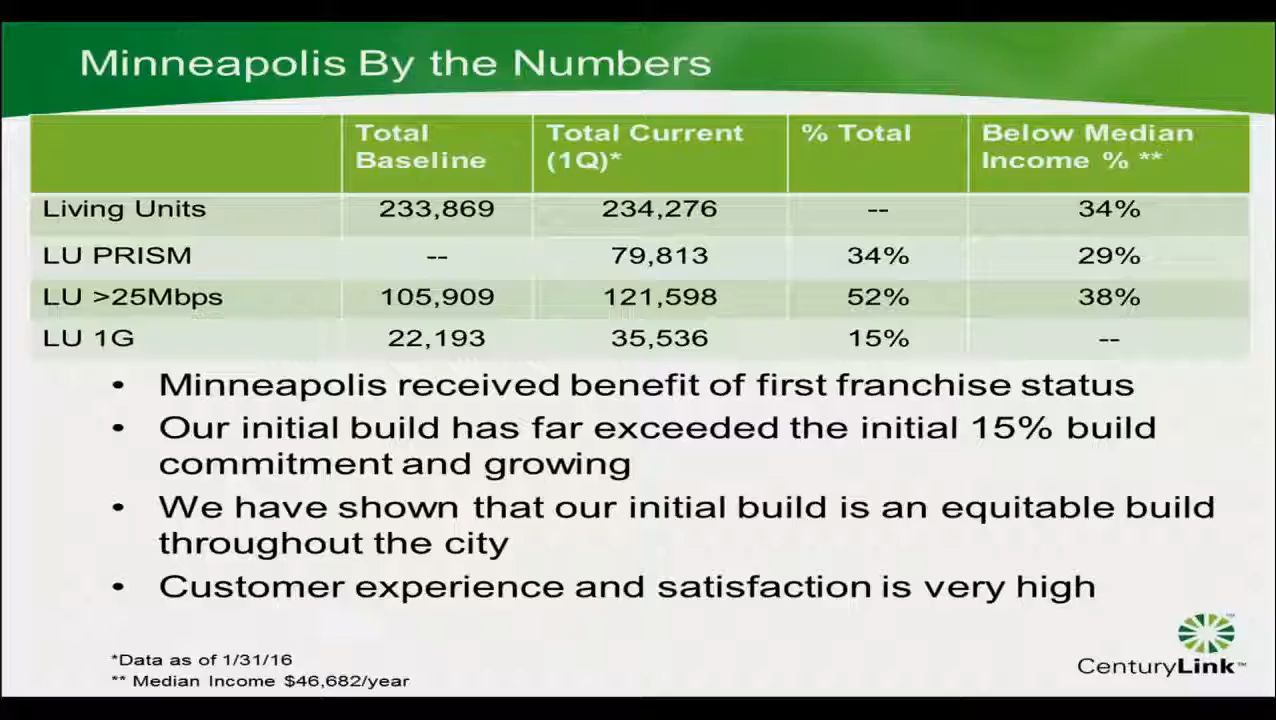 Minneapolis By the Numbers
Total Baseline Total Current (1Q)* % Total Below Median Income % **
Living Units 233,869 234,276 -- 34%
LU PRISM -- 79,813 34% 29%
LU >25Mbps 105,909 121,598 52% 38%
LU 1G 22,193 35,536 15% --
• Minneapolis received benefit of first franchise status
• Our initial build has far exceeded the initial 15% build
commitment and growing
• We have shown that our initial build is an equitable build
throughout the city
• Customer experience and satisfaction is very high
*Data as of 1/31/16
** Median Income $46,682/year
CenturyLink™